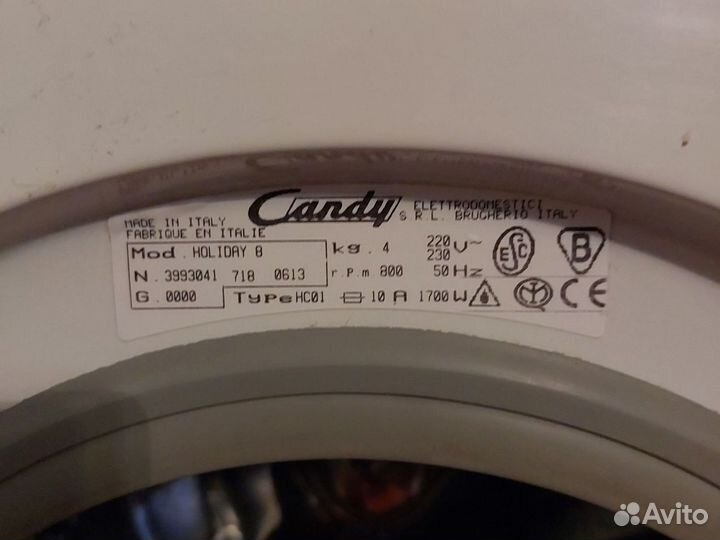 Candy ELETTRODOMESTICI
S.R.L. BRUGHERIO ITALY
MADE IN ITALY
FABRIQUE EN ITALIE
Mod. HOLIDAY 8 kg. 4 220 230 V~
N. 3993041 718 0613 r.p.m 800 50 Hz
G. 0000 Type HC01 10 A 1700 W
ESC
B
CE
Avito